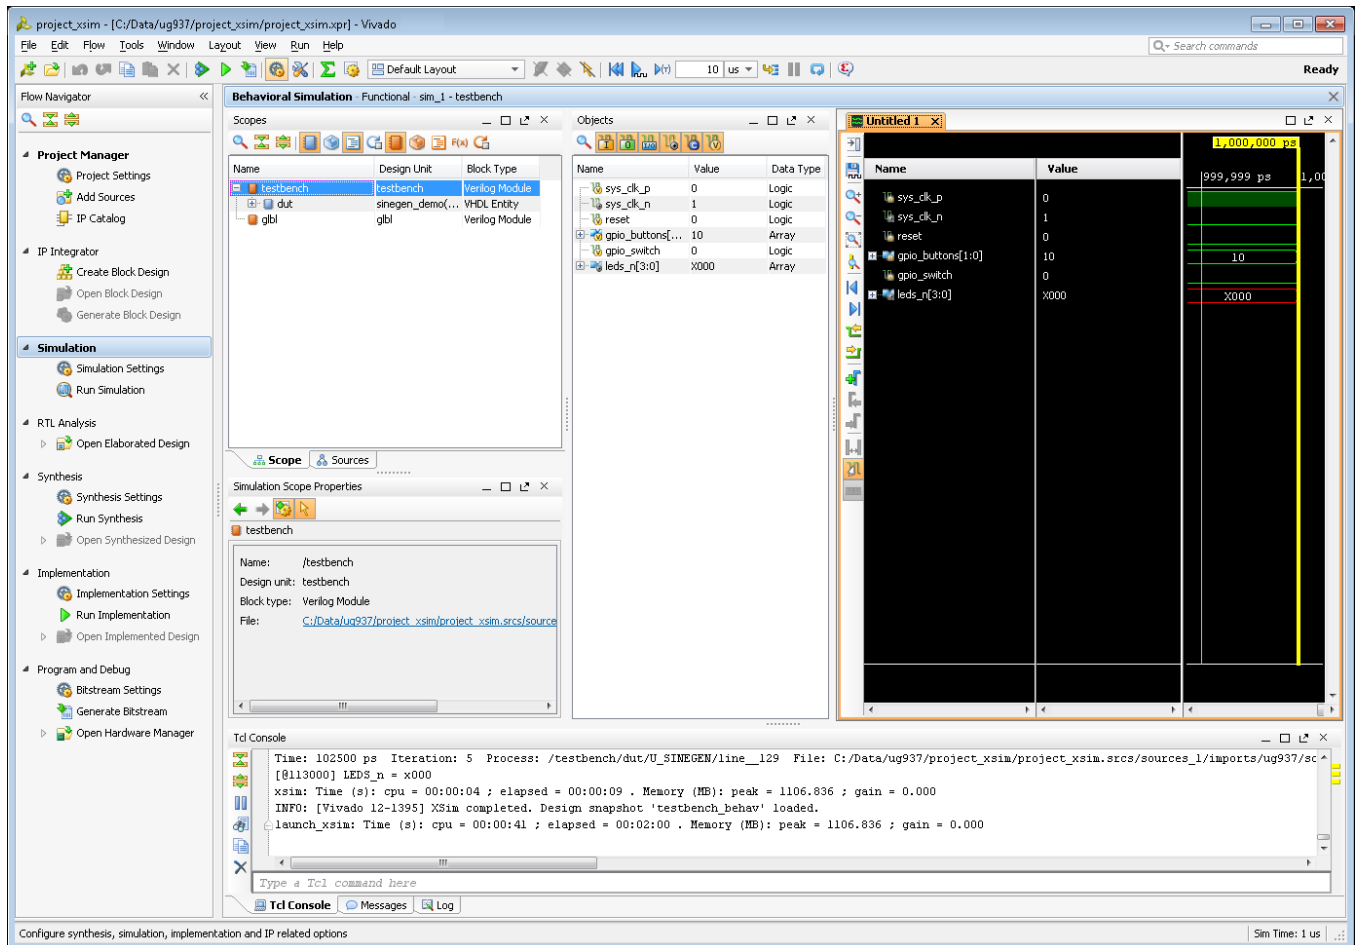 project_xsim - [C:/Data/ug937/project_xsim/project_xsim.xpr] - Vivado
File Edit Flow Tools Window Layout View Run Help
Search commands
Default Layout
10 us
Ready
Flow Navigator
Project Manager
Project Settings
Add Sources
IP Catalog
IP Integrator
Create Block Design
Open Block Design
Generate Block Design
Simulation
Simulation Settings
Run Simulation
RTL Analysis
Open Elaborated Design
Synthesis
Synthesis Settings
Run Synthesis
Open Synthesized Design
Implementation
Implementation Settings
Run Implementation
Open Implemented Design
Program and Debug
Bitstream Settings
Generate Bitstream
Open Hardware Manager
Behavioral Simulation - Functional - sim_1 - testbench
Scopes
F(x)
Name Design Unit Block Type
testbench testbench Verilog Module
dut sinegen_demo(... VHDL Entity
glbl glbl Verilog Module
Scope Sources
Simulation Scope Properties
testbench
Name: /testbench
Design unit: testbench
Block type: Verilog Module
File: C:/Data/ug937/project_xsim/project_xsim.srcs/source
Objects
Name Value Data Type
sys_clk_p 0 Logic
sys_clk_n 1 Logic
reset 0 Logic
gpio_buttons[... 10 Array
gpio_switch 0 Logic
leds_n[3:0] X000 Array
Untitled 1
1,000,000 ps
Name Value
999,999 ps 1,00
sys_clk_p 0
sys_clk_n 1
reset 0
gpio_buttons[1:0] 10 10
gpio_switch 0
leds_n[3:0] X000 X000
Tcl Console
Time: 102500 ps Iteration: 5 Process: /testbench/dut/U_SINEGEN/line__129 File: C:/Data/ug937/project_xsim/project_xsim.srcs/sources_1/imports/ug937/sc
[@113000] LEDS_n = x000
xsim: Time (s): cpu = 00:00:04 ; elapsed = 00:00:09 . Memory (MB): peak = 1106.836 ; gain = 0.000
INFO: [Vivado 12-1395] XSim completed. Design snapshot 'testbench_behav' loaded.
launch_xsim: Time (s): cpu = 00:00:41 ; elapsed = 00:02:00 . Memory (MB): peak = 1106.836 ; gain = 0.000
Type a Tcl command here
Tcl Console Messages Log
Configure synthesis, simulation, implementation and IP related options
Sim Time: 1 us